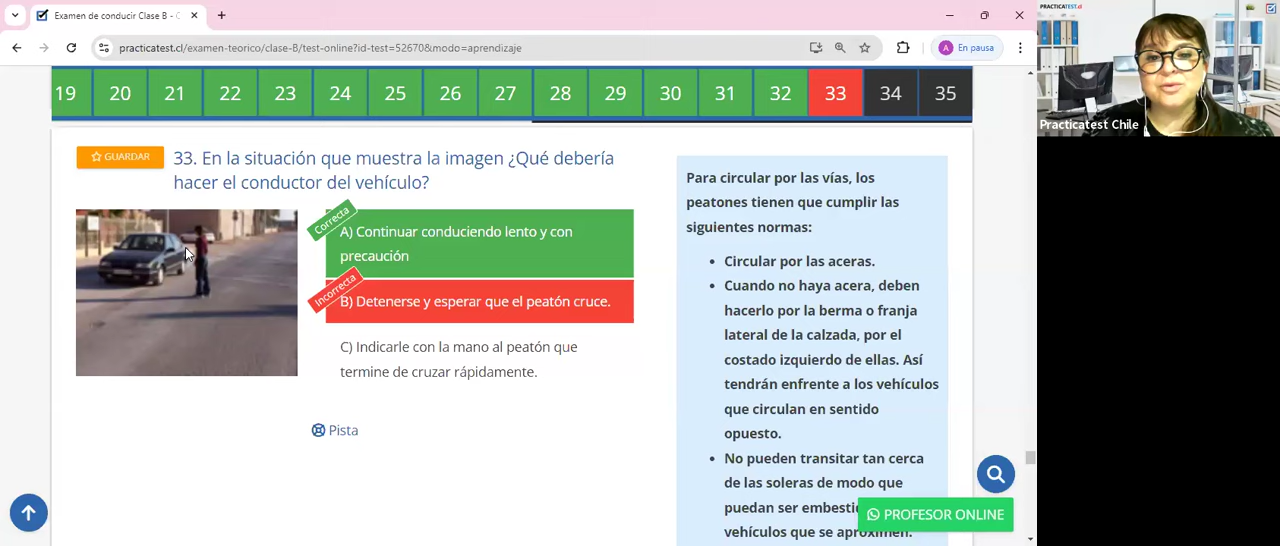 Examen de conducir Clase B - C
practicatest.cl/examen-teorico/clase-B/test-online?id-test=52670&modo=aprendizaje
A
En pausa
PRACTICATEST.cl
Practicatest Chile
19 20 21 22 23 24 25 26 27 28 29 30 31 32 33 34 35
GUARDAR
33. En la situación que muestra la imagen ¿Qué debería
hacer el conductor del vehículo?
Correcta
A) Continuar conduciendo lento y con
precaución
Incorrecta
B) Detenerse y esperar que el peatón cruce.
C) Indicarle con la mano al peatón que
termine de cruzar rápidamente.
Pista
Para circular por las vías, los
peatones tienen que cumplir las
siguientes normas:
• Circular por las aceras.
• Cuando no haya acera, deben
hacerlo por la berma o franja
lateral de la calzada, por el
costado izquierdo de ellas. Así
tendrán enfrente a los vehículos
que circulan en sentido
opuesto.
• No pueden transitar tan cerca
de las soleras de modo que
puedan ser
vehículos que se aproximen.
PROFESOR ONLINE